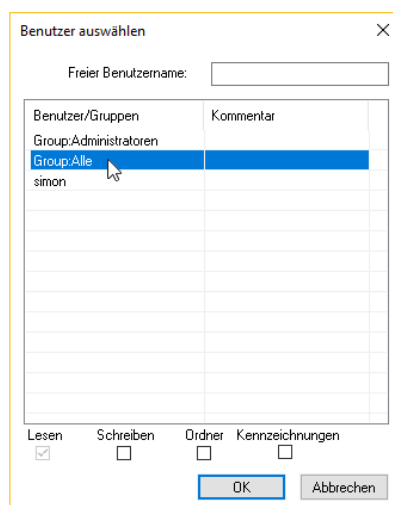 Benutzer auswählen
Freier Benutzername:
Benutzer/Gruppen Kommentar
Group:Administratoren
Group:Alle
simon
Lesen Schreiben Ordner Kennzeichnungen
OK Abbrechen